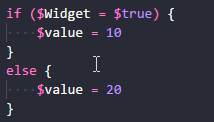 if ($Widget = $true) {
    $value = 10
}
else {
    $value = 20
}